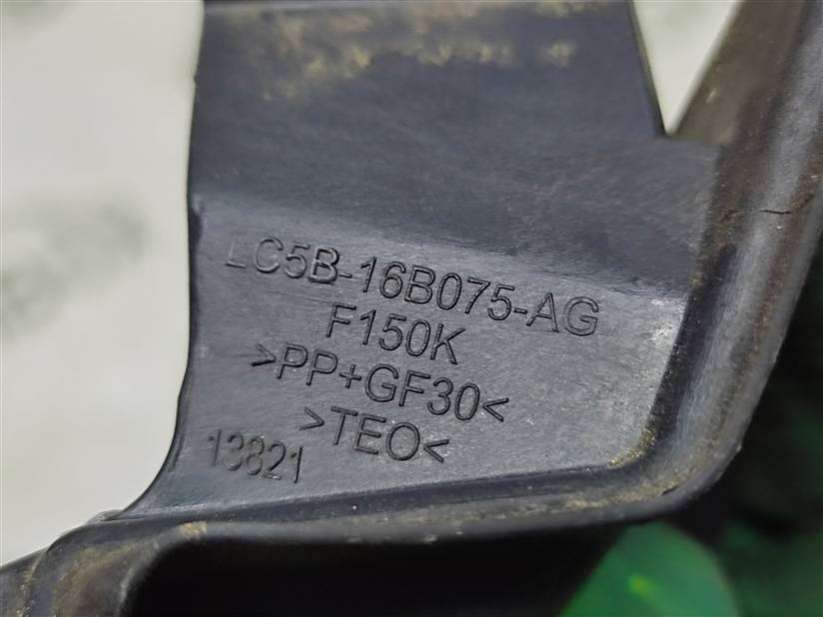 LC5B-16B075-AG
F150K
>PP+GF30<
>TEO<
13821